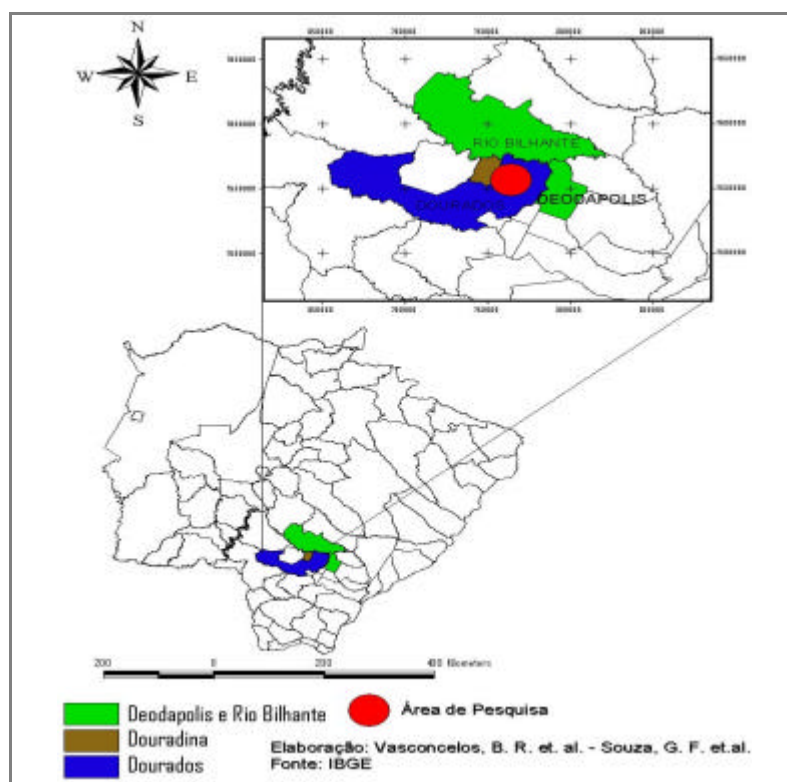 N
W E
S
RIO BILHANTE
DEODAPOLIS
DOURADOS
200 0 200 400 Kilometers
Deodapolis e Rio Bilhante
Área de Pesquisa
Douradina
Dourados
Elaboração: Vasconcelos, B. R. et. al. - Souza, G. F. et.al.
Fonte: IBGE